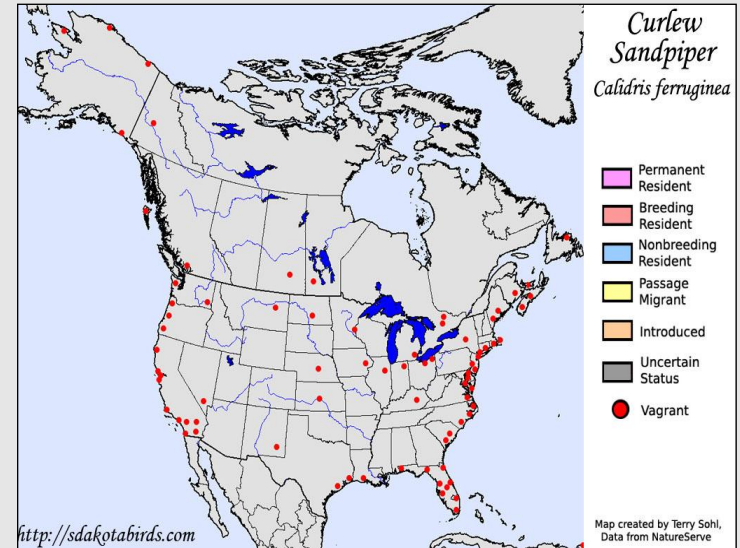 Curlew
Sandpiper
Calidris ferruginea
Permanent
Resident
Breeding
Resident
Nonbreeding
Resident
Passage
Migrant
Introduced
Uncertain
Status
Vagrant
Map created by Terry Sohl,
Data from NatureServe
http://sdakotabirds.com